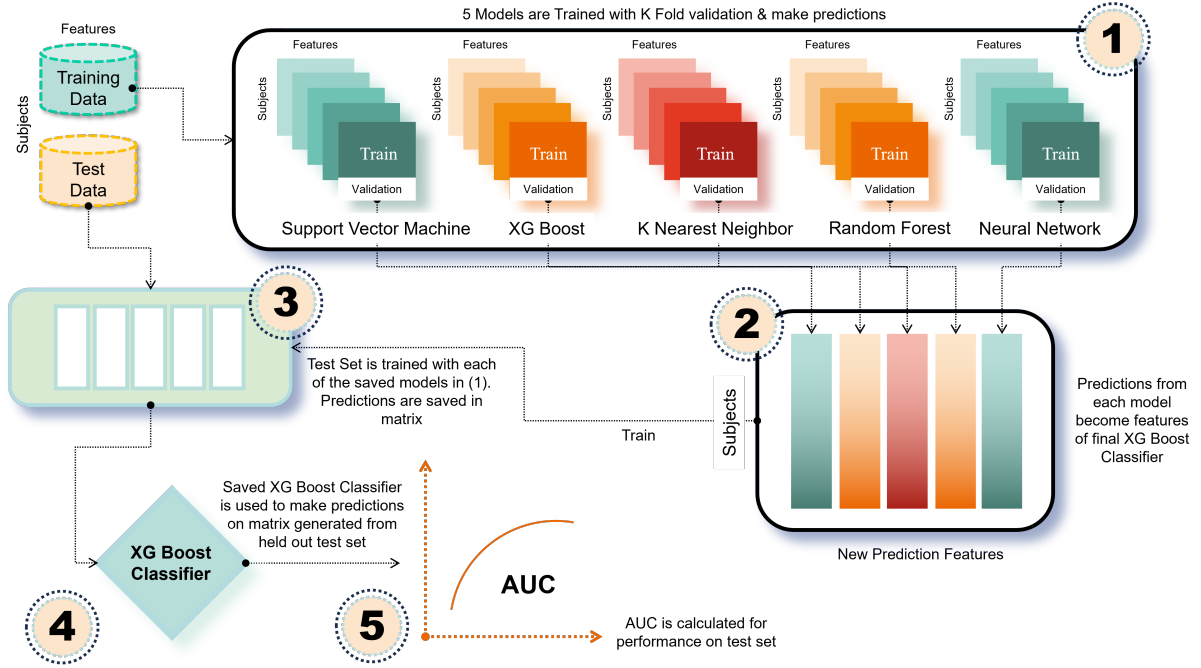 5 Models are Trained with K Fold validation & make predictions
1
Features
Subjects
Training
Data
Test
Data
Features
Subjects
Train
Validation
Support Vector Machine
Features
Subjects
Train
Validation
XG Boost
Features
Subjects
Train
Validation
K Nearest Neighbor
Features
Subjects
Train
Validation
Random Forest
Features
Subjects
Train
Validation
Neural Network
2
Subjects
New Prediction Features
Predictions from
each model
become features
of final XG Boost
Classifier
Train
3
Test Set is trained with each
of the saved models in (1).
Predictions are saved in
matrix
4
XG Boost
Classifier
Saved XG Boost Classifier
is used to make predictions
on matrix generated from
held out test set
5
AUC
AUC is calculated for
performance on test set